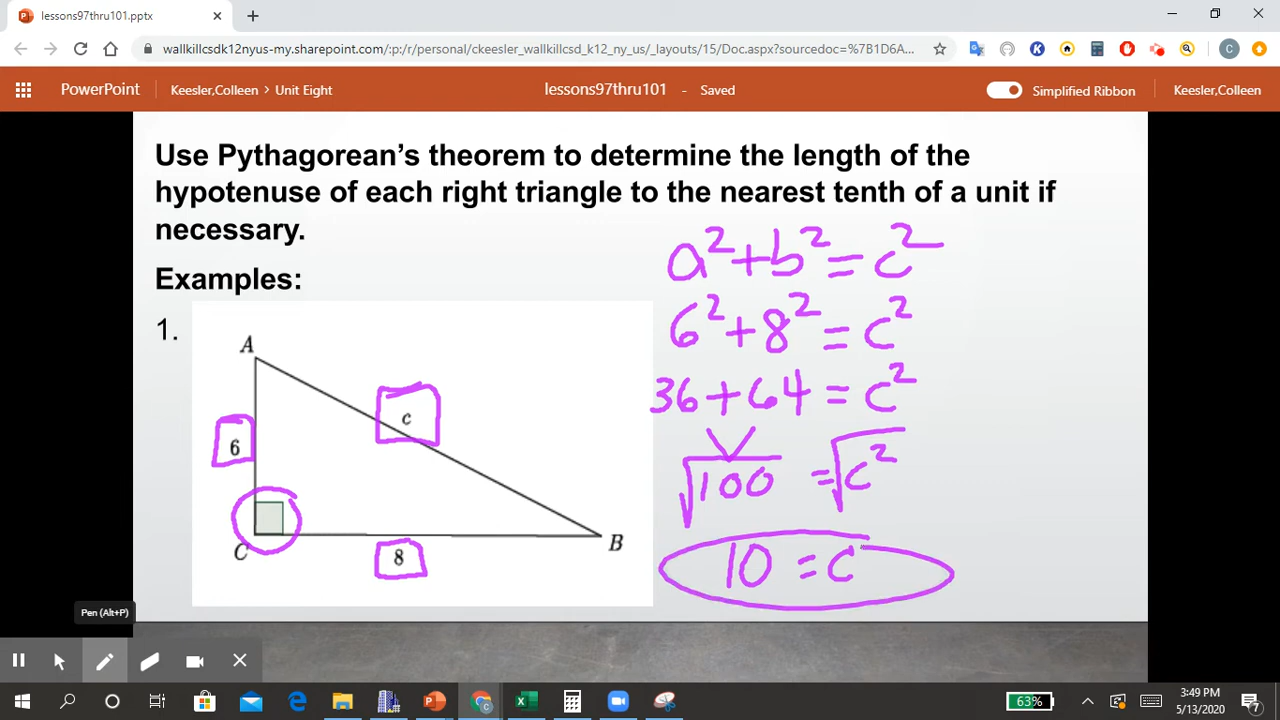 lessons97thru101.pptx
wallkillcsdk12nyus-my.sharepoint.com/:p:/r/personal/ckeesler_wallkillcsd_k12_ny_us/_layouts/15/Doc.aspx?sourcedoc=%7B1D6A...
C
PowerPoint Keesler,Colleen > Unit Eight lessons97thru101 - Saved Simplified Ribbon Keesler,Colleen
Use Pythagorean's theorem to determine the length of the
hypotenuse of each right triangle to the nearest tenth of a unit if
necessary.
Examples:
1.
A
6
c
C
8
B
a² + b² = c²
6² + 8² = c²
36 + 64 = c²
√100 = √c²
10 = c
Pen (Alt+P)
63%
3:49 PM
5/13/2020
7